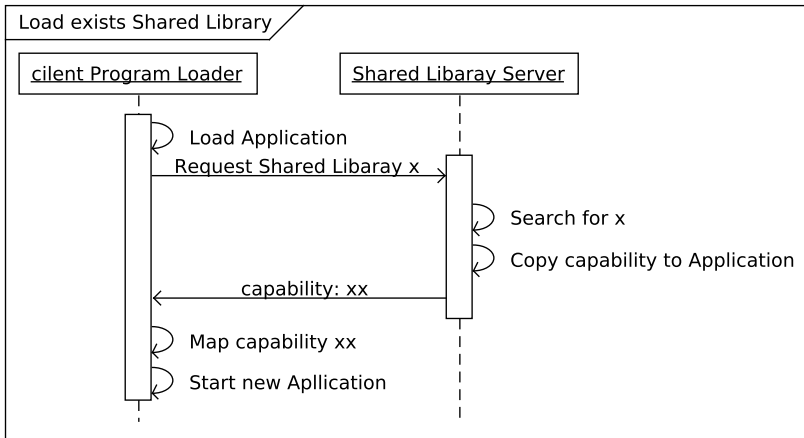 Load exists Shared Library
cilent Program Loader
Shared Libaray Server
Load Application
Request Shared Libaray x
Search for x
Copy capability to Application
capability: xx
Map capability xx
Start new Apllication